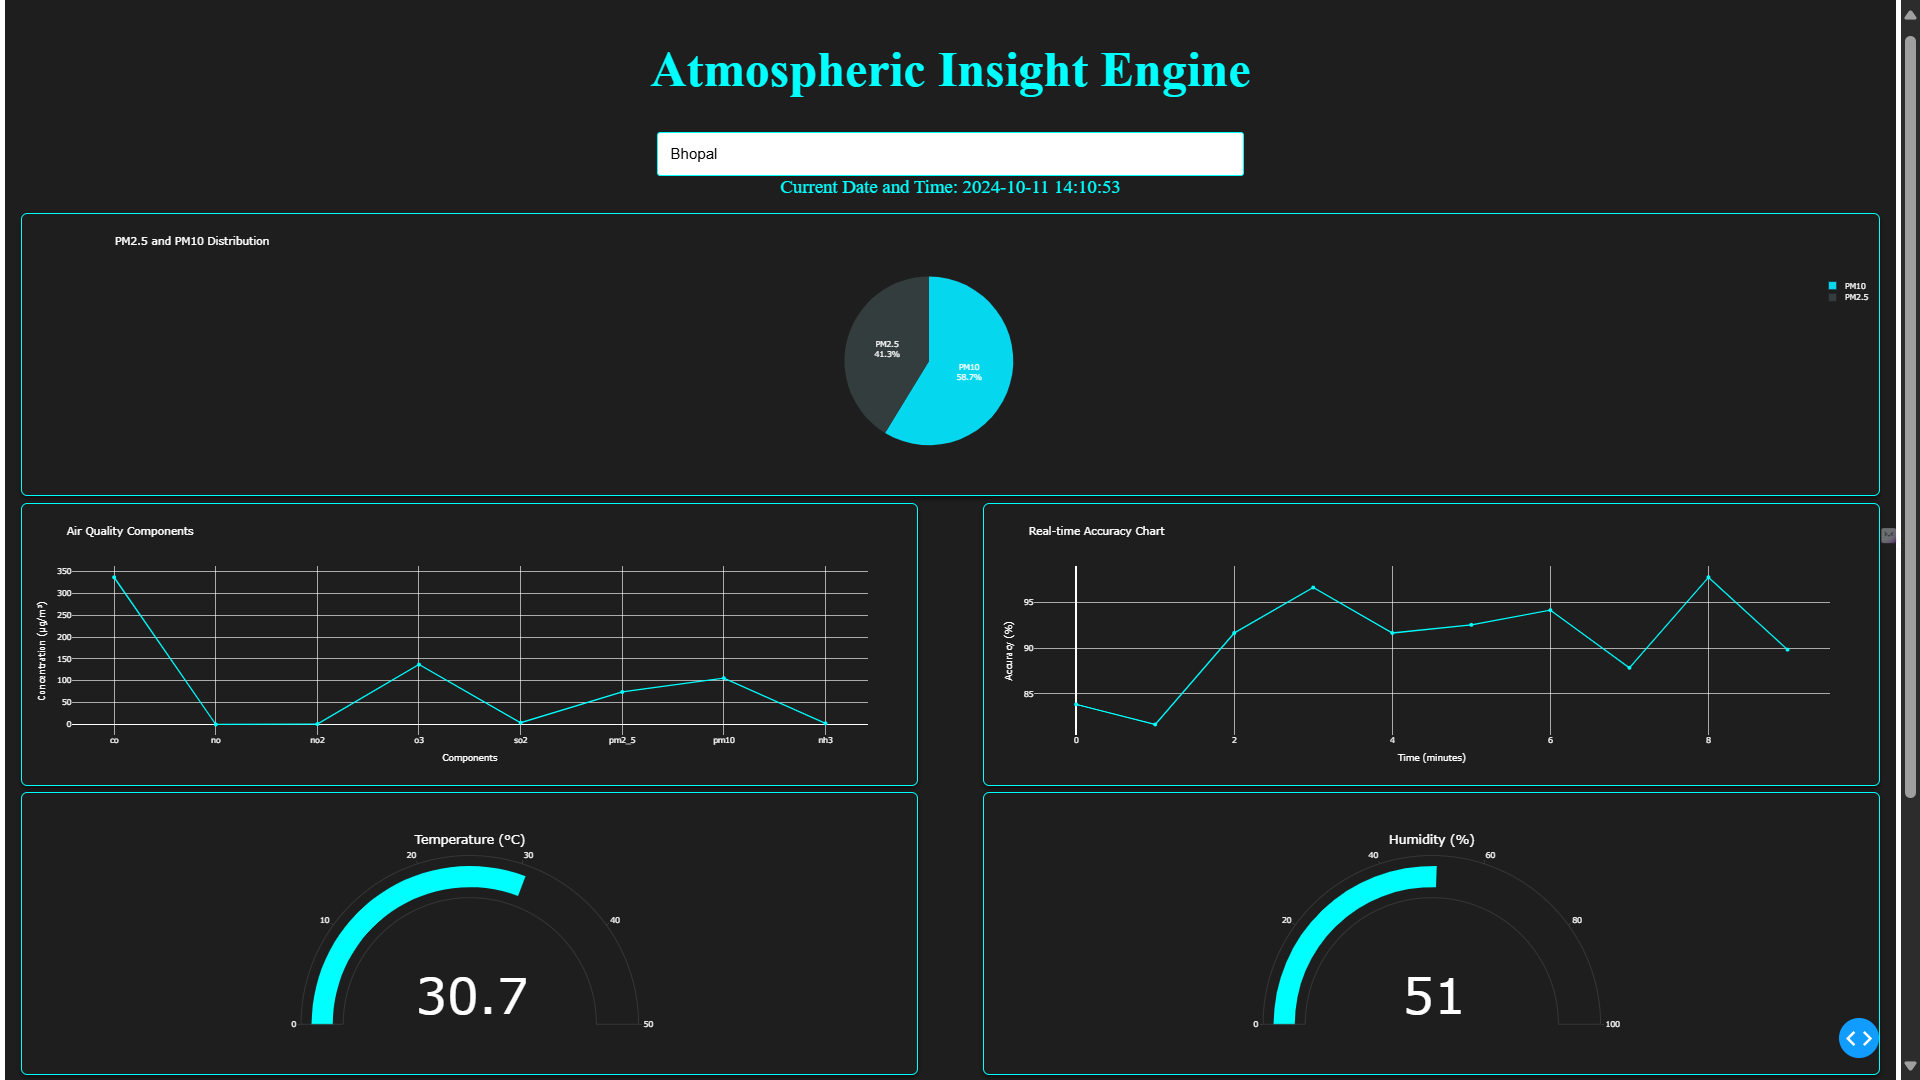 Atmospheric Insight Engine
Bhopal
Current Date and Time: 2024-10-11 14:10:53
PM2.5 and PM10 Distribution
PM10
PM2.5
PM2.5
41.3%
PM10
58.7%
Air Quality Components
350
300
250
200
150
100
50
0
Concentration (µg/m³)
co
no
no2
o3
so2
pm2_5
pm10
nh3
Components
Real-time Accuracy Chart
95
90
85
Accuracy (%)
0
2
4
6
8
Time (minutes)
Temperature (°C)
0
10
20
30
40
50
30.7
Humidity (%)
0
20
40
60
80
100
51